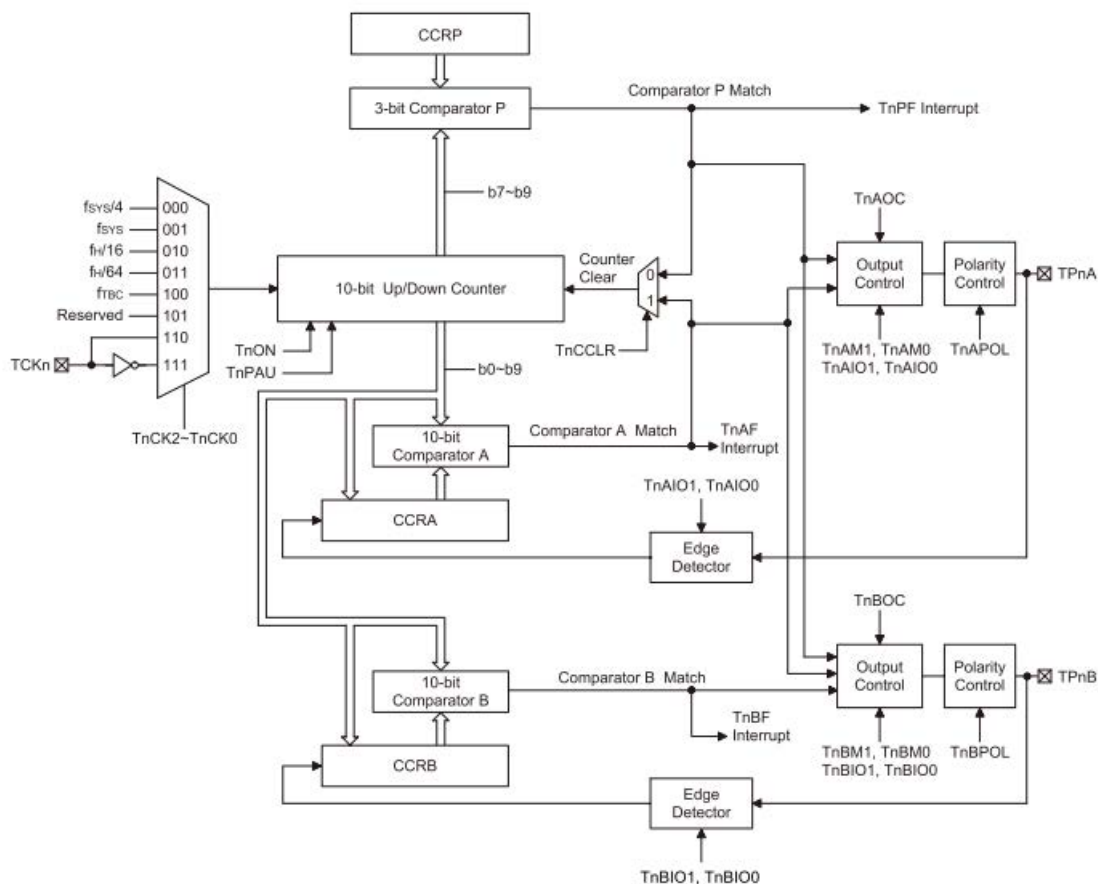 CCRP
3-bit Comparator P
Comparator P Match
TnPF Interrupt
b7~b9
fSYS/4
000
fSYS
001
fH/16
010
fH/64
011
fTBC
100
Reserved
101
110
TCKn
111
TnCK2~TnCK0
10-bit Up/Down Counter
TnON
TnPAU
Counter
Clear
0
1
TnCCLR
TnAOC
Output
Control
Polarity
Control
TPnA
TnAM1, TnAM0
TnAIO1, TnAIO0
TnAPOL
b0~b9
10-bit
Comparator A
Comparator A Match
TnAF
Interrupt
CCRA
TnAIO1, TnAIO0
Edge
Detector
TnBOC
Output
Control
Polarity
Control
TPnB
10-bit
Comparator B
Comparator B Match
TnBF
Interrupt
TnBM1, TnBM0
TnBIO1, TnBIO0
TnBPOL
CCRB
Edge
Detector
TnBIO1, TnBIO0